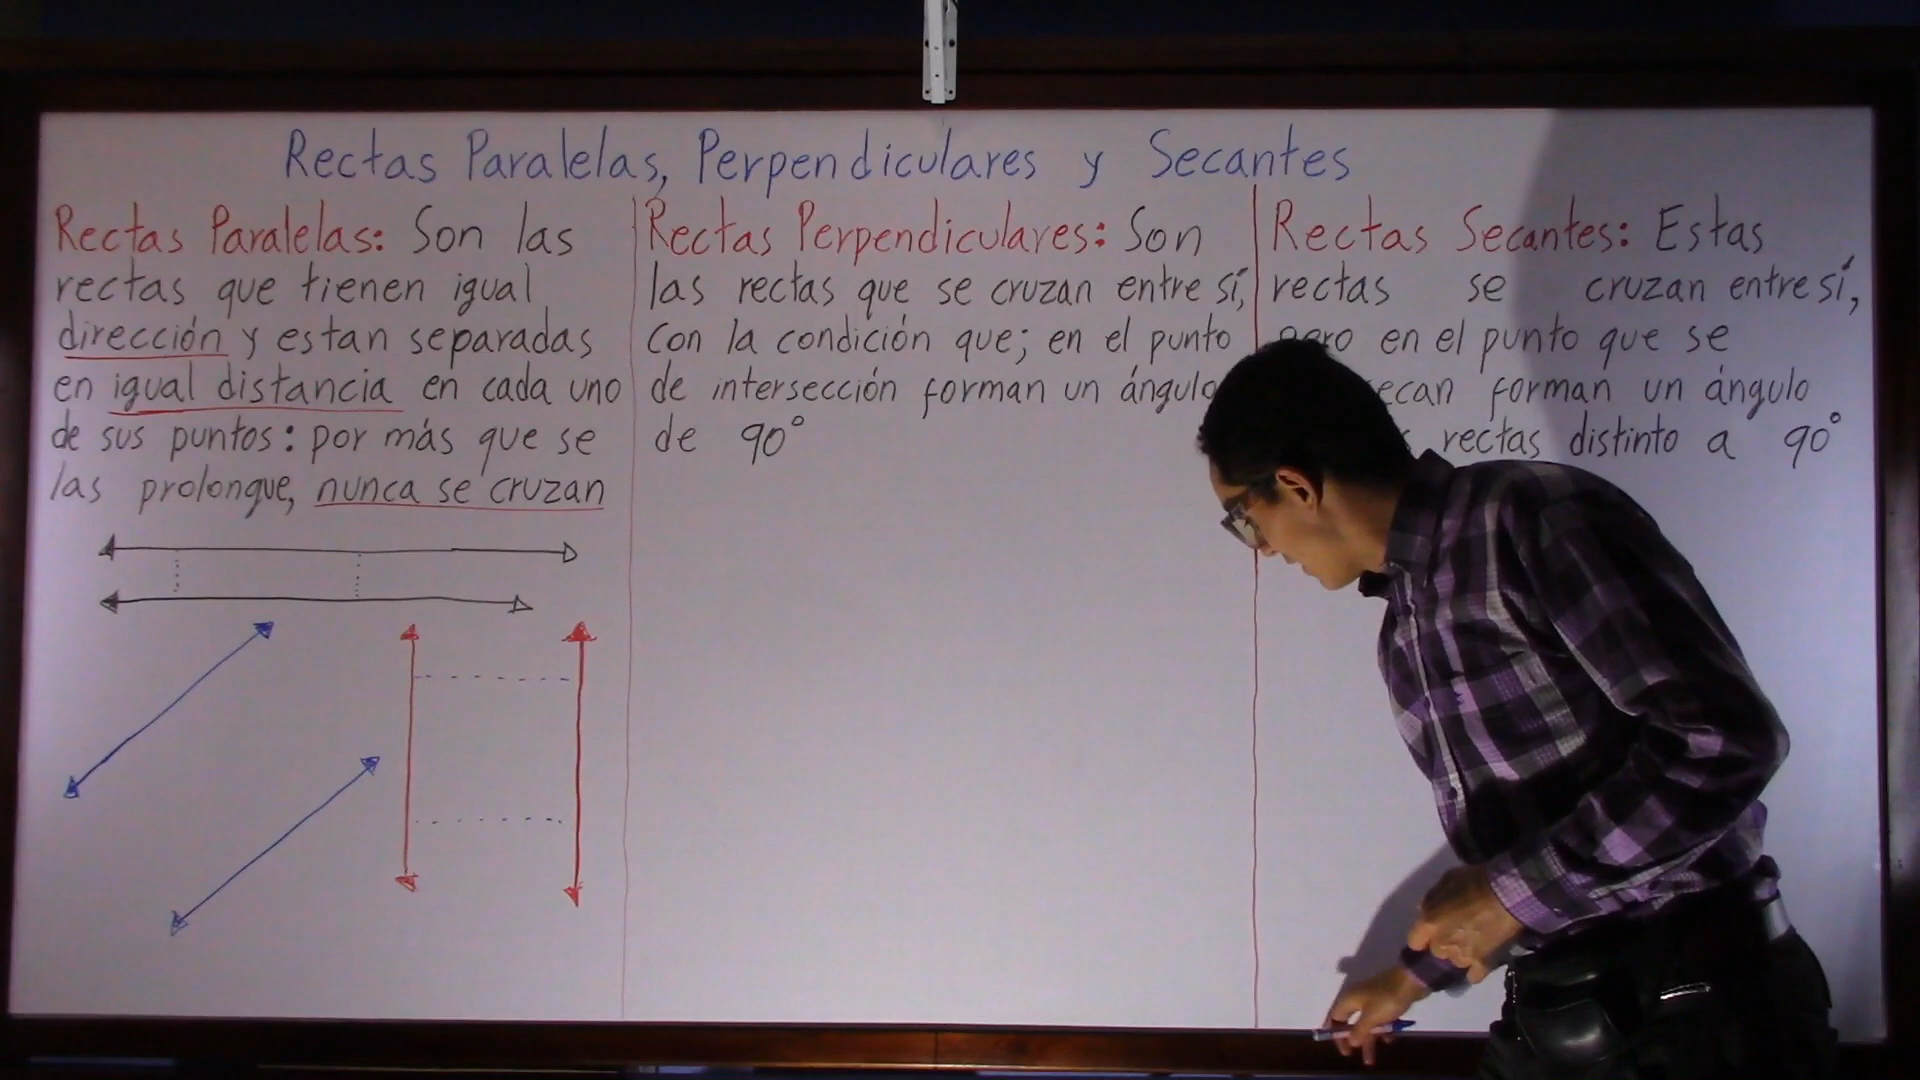 Rectas Paralelas, Perpendiculares y Secantes
Rectas Paralelas: Son las
rectas que tienen igual
dirección y estan separadas
en igual distancia en cada uno
de sus puntos: por más que se
las prolongue, nunca se cruzan
Rectas Perpendiculares: Son
las rectas que se cruzan entre sí,
con la condición que; en el punto
de intersección forman un ángulo
de 90°
Rectas Secantes: Estas
rectas se cruzan entre sí,
pero en el punto que se
forman un ángulo
rectas distinto a 90°